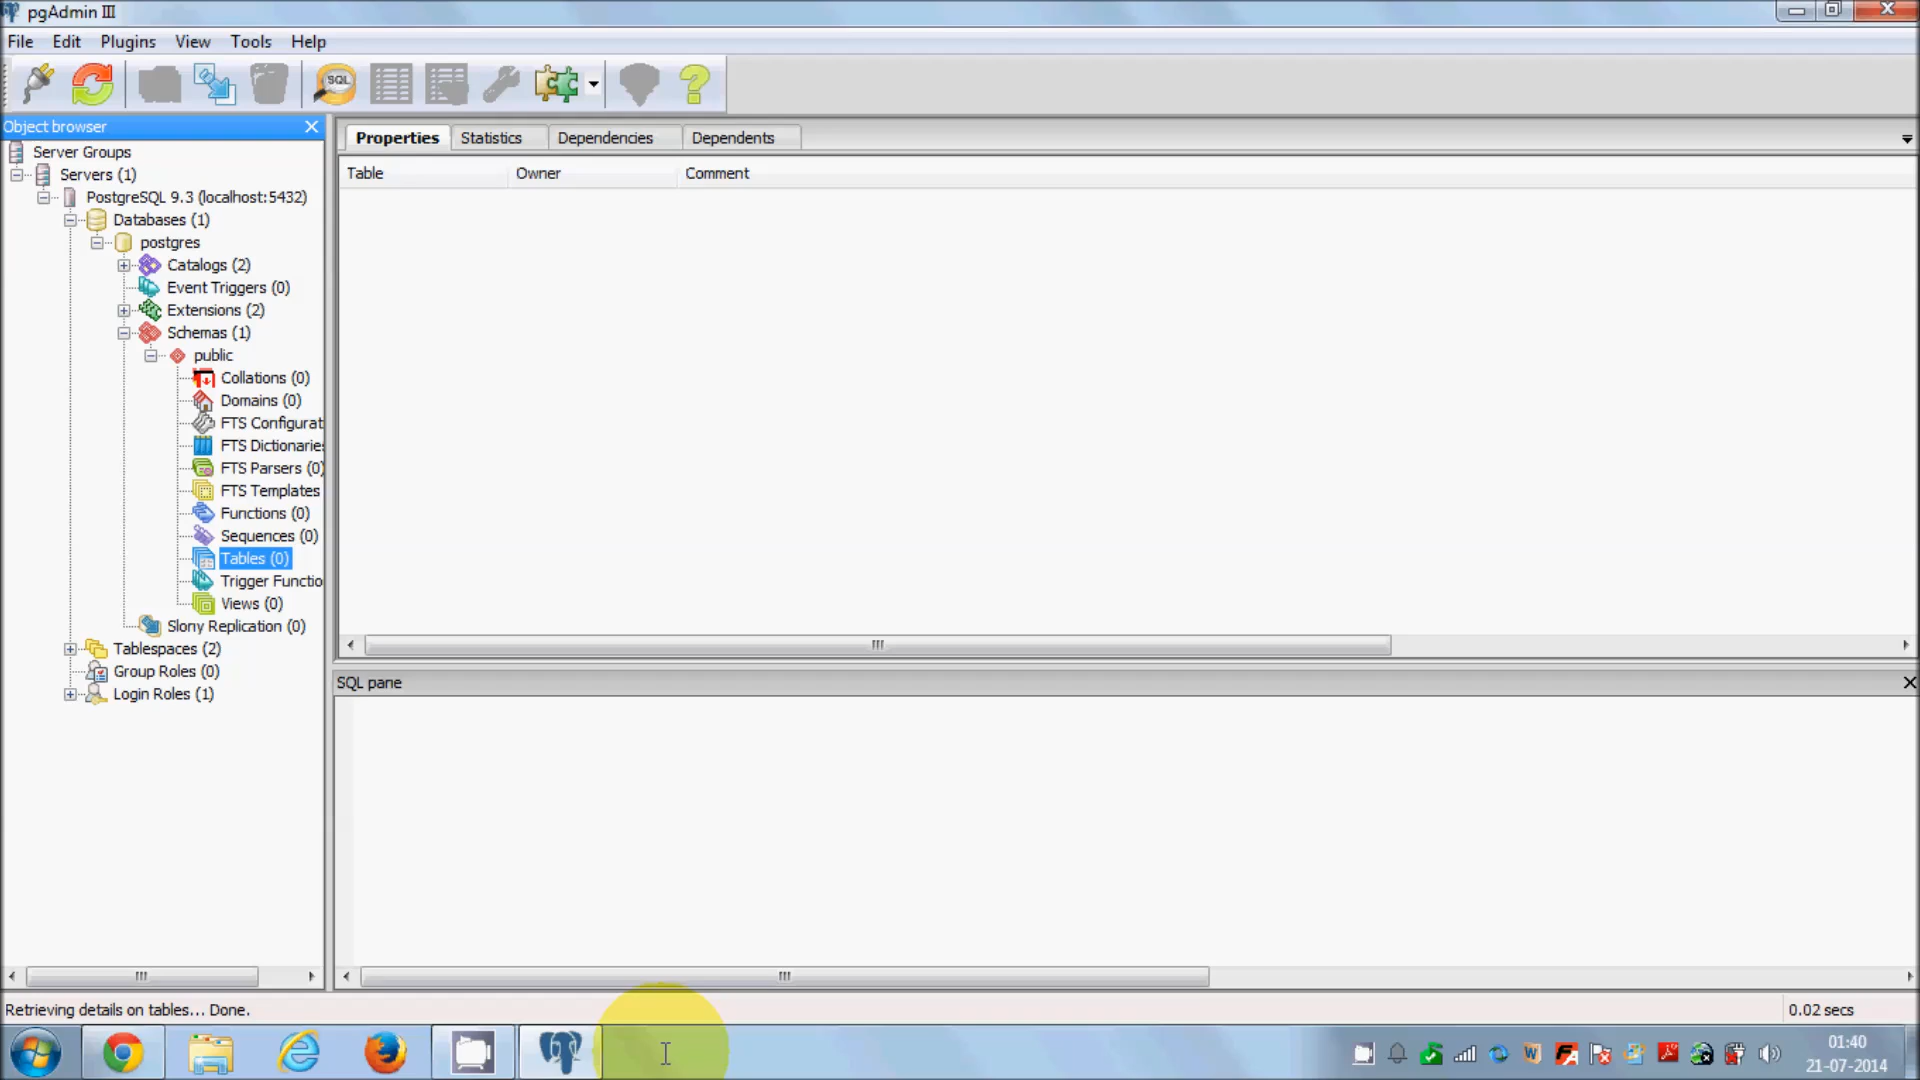 pgAdmin III
File Edit Plugins View Tools Help
SQL
Object browser
Server Groups
Servers (1)
PostgreSQL 9.3 (localhost:5432)
Databases (1)
postgres
Catalogs (2)
Event Triggers (0)
Extensions (2)
Schemas (1)
public
Collations (0)
Domains (0)
FTS Configurat
FTS Dictionaries
FTS Parsers (0)
FTS Templates
Functions (0)
Sequences (0)
Tables (0)
Trigger Functio
Views (0)
Slony Replication (0)
Tablespaces (2)
Group Roles (0)
Login Roles (1)
Properties Statistics Dependencies Dependents
Table Owner Comment
SQL pane
Retrieving details on tables... Done. 0.02 secs
01:40
21-07-2014